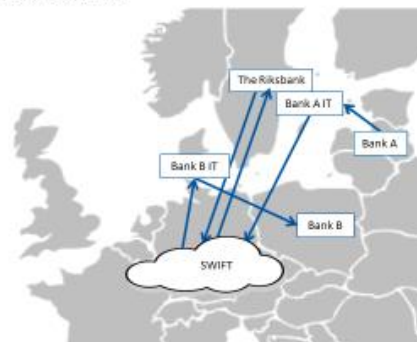 The Riksbank
Bank A IT
Bank A
Bank B IT
Bank B
SWIFT